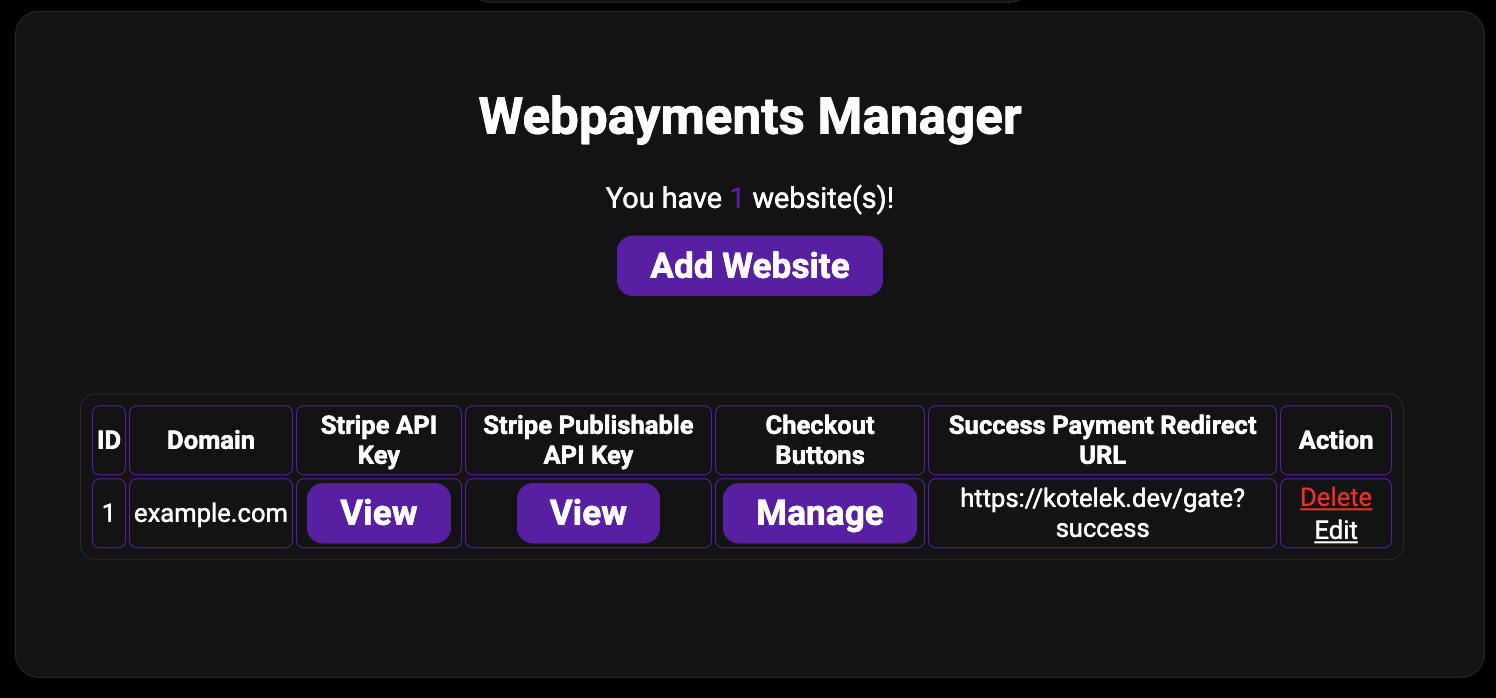 Webpayments Manager
You have 1 website(s)!
Add Website
ID
Domain
Stripe API
Key
Stripe Publishable
API Key
Checkout
Buttons
Success Payment Redirect
URL
Action
1
example.com
View
View
Manage
https://kotelek.dev/gate?
success
Delete
Edit